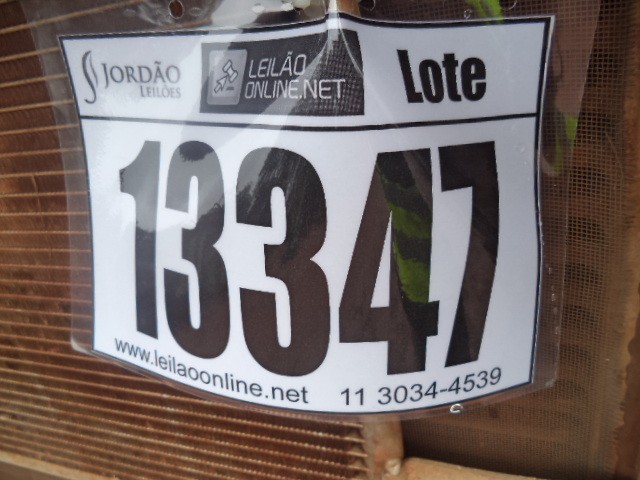 JORDÃO
LEILÕES
LEILÃO
ONLINE.NET
Lote
13347
www.leilaoonline.net
11 3034-4539